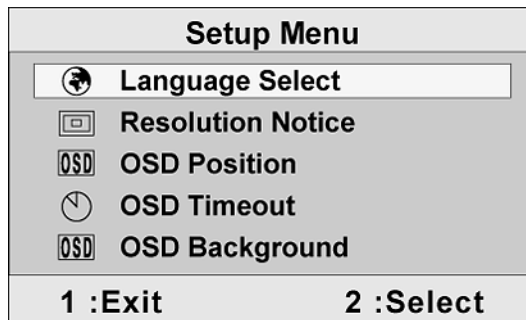 Setup Menu
Language Select
Resolution Notice
OSD OSD Position
OSD Timeout
OSD OSD Background
1 :Exit 2 :Select